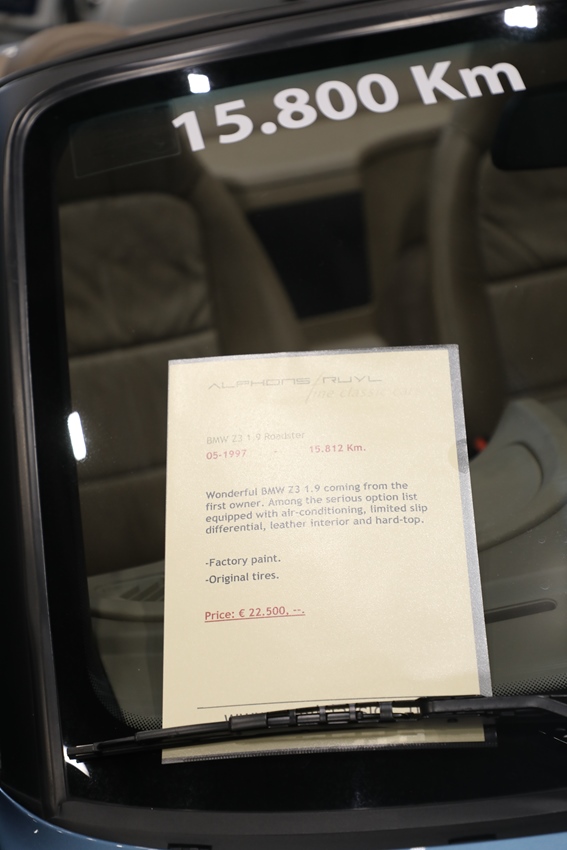 15.800 Km
ALPHONS/RUYL
fine classic cars
BMW Z3 1.9 Roadster
05-1997 - 15.812 Km.
Wonderful BMW Z3 1.9 coming from the
first owner. Among the serious option list
equipped with air-conditioning, limited slip
differential, leather interior and hard-top.
-Factory paint.
-Original tires.
Price: € 22.500, --.